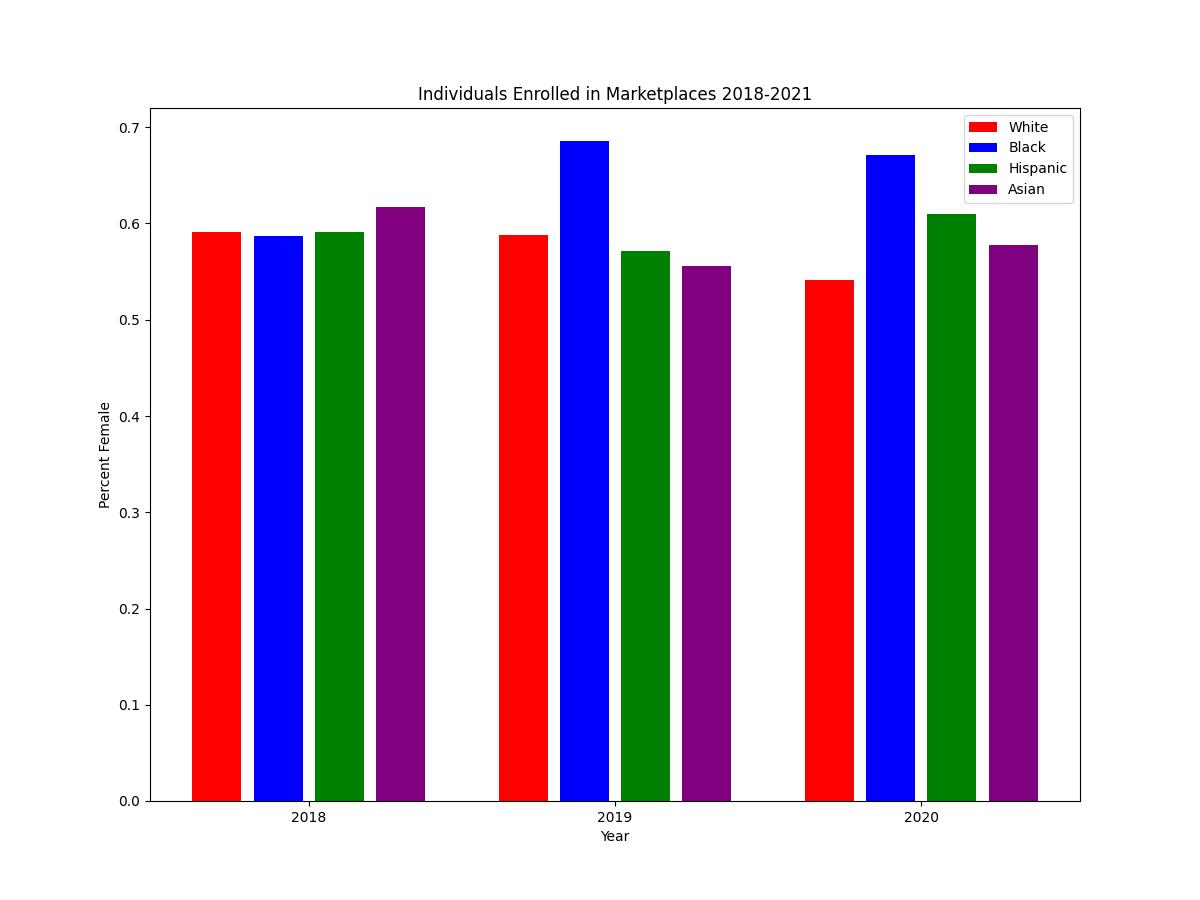 Individuals Enrolled in Marketplaces 2018-2021
White
Black
Hispanic
Asian
Percent Female
0.7
0.6
0.5
0.4
0.3
0.2
0.1
0.0
2018 2019 2020
Year